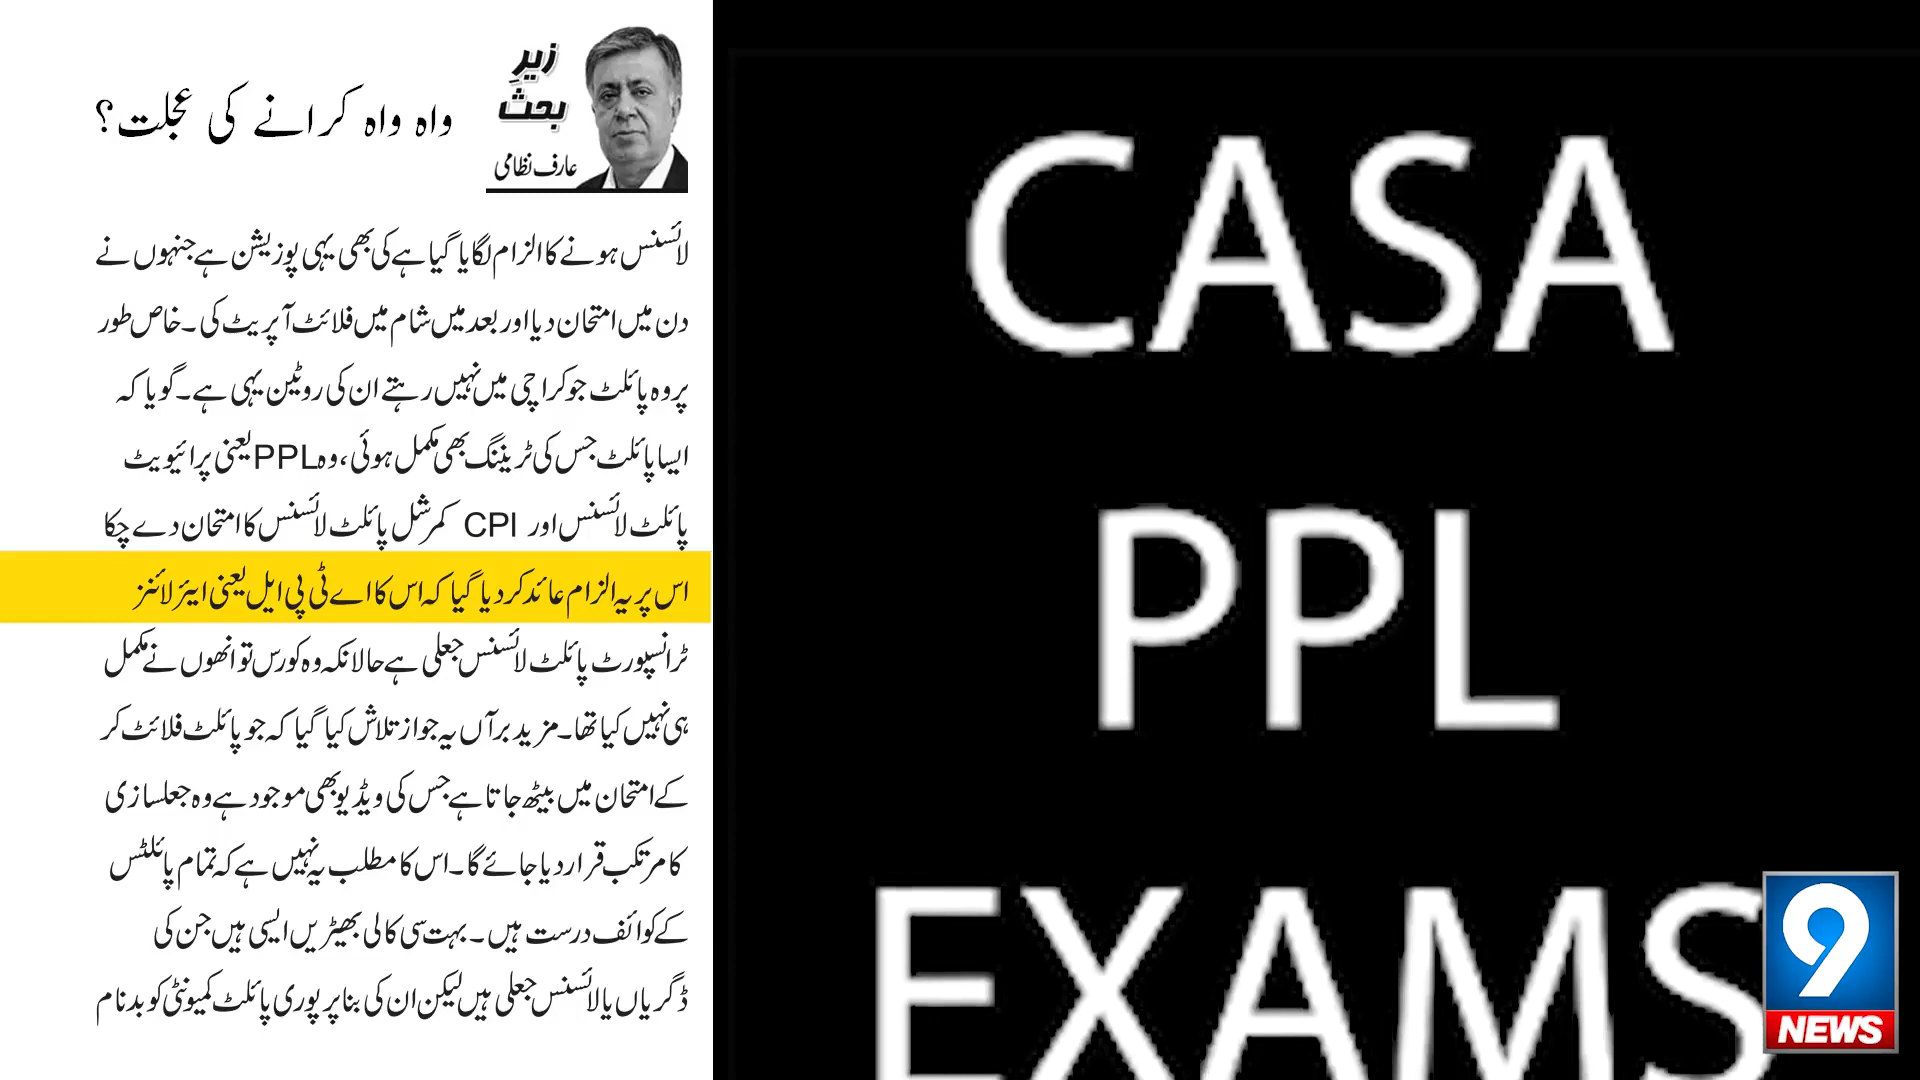 زیرِ
بحث
عارف نظامی
واہ واہ کرانے کی عجلت؟
لائسنس ہونے کا الزام لگایا گیا ہے کی بھی یہی پوزیشن ہے جنہوں نے
دن میں امتحان دیا اور بعد میں شام میں فلائٹ آپریٹ کی۔ خاص طور
پر وہ پائلٹ جو کراچی میں نہیں رہتے ان کی روٹین یہی ہے۔ گویا کہ
ایسا پائلٹ جس کی ٹریننگ بھی مکمل ہوئی، وہ PPL یعنی پرائیویٹ
پائلٹ لائسنس اور CPI کمرشل پائلٹ لائسنس کا امتحان دے چکا
اس پر یہ الزام عائد کر دیا گیا کہ اس کا اے ٹی پی ایل یعنی ایئر لائنز
ٹرانسپورٹ پائلٹ لائسنس جعلی ہے حالانکہ وہ کورس تو انھوں نے مکمل
ہی نہیں کیا تھا۔ مزید برآں یہ جواز تلاش کیا گیا کہ جو پائلٹ فلائٹ کر
کے امتحان میں بیٹھ جاتا ہے جس کی ویڈیو بھی موجود ہے وہ جعلسازی
کا مرتکب قرار دیا جائے گا۔ اس کا مطلب یہ نہیں ہے کہ تمام پائلٹس
کے کوائف درست ہیں۔ بہت سی کالی بھیڑیں ایسی ہیں جن کی
ڈگریاں یا لائسنس جعلی ہیں لیکن ان کی بنا پر پوری پائلٹ کمیونٹی کو بدنام
CASA
PPL
EXAMS
9
NEWS